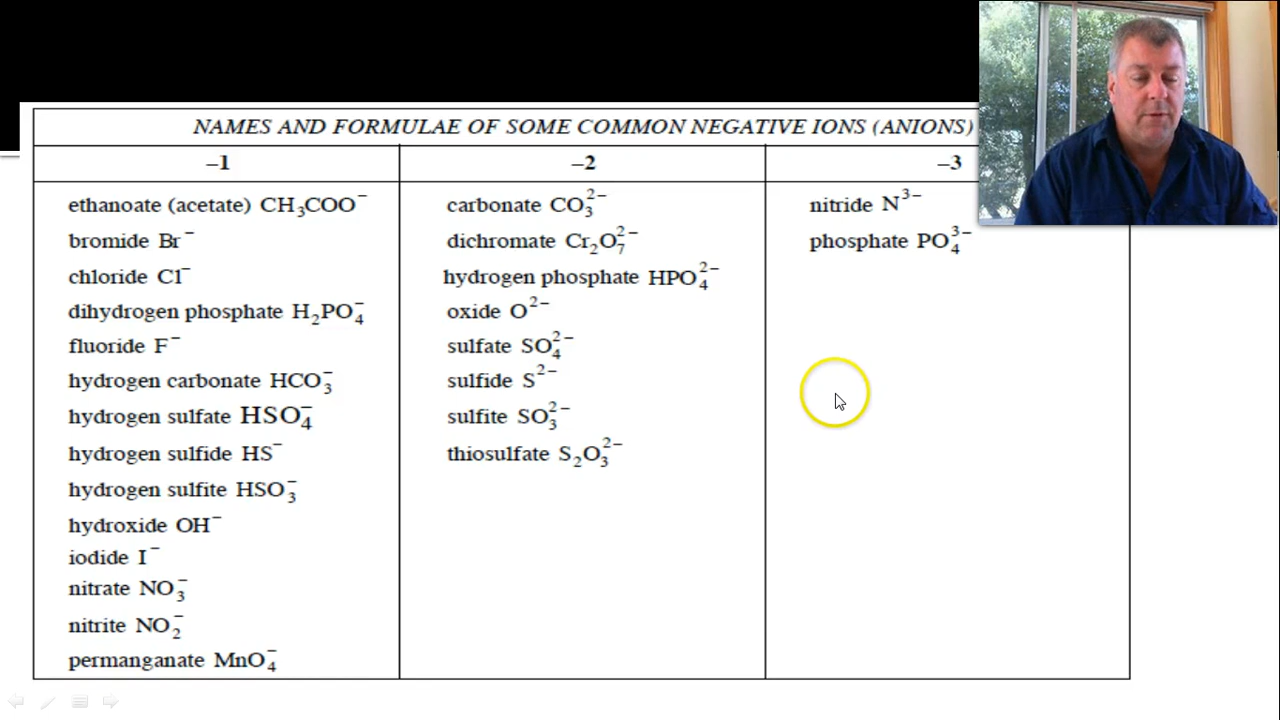 NAMES AND FORMULAE OF SOME COMMON NEGATIVE IONS (ANIONS)
–1 –2 –3
ethanoate (acetate) CH₃COO⁻
bromide Br⁻
chloride Cl⁻
dihydrogen phosphate H₂PO₄⁻
fluoride F⁻
hydrogen carbonate HCO₃⁻
hydrogen sulfate HSO₄⁻
hydrogen sulfide HS⁻
hydrogen sulfite HSO₃⁻
hydroxide OH⁻
iodide I⁻
nitrate NO₃⁻
nitrite NO₂⁻
permanganate MnO₄⁻
carbonate CO₃²⁻
dichromate Cr₂O₇²⁻
hydrogen phosphate HPO₄²⁻
oxide O²⁻
sulfate SO₄²⁻
sulfide S²⁻
sulfite SO₃²⁻
thiosulfate S₂O₃²⁻
nitride N³⁻
phosphate PO₄³⁻